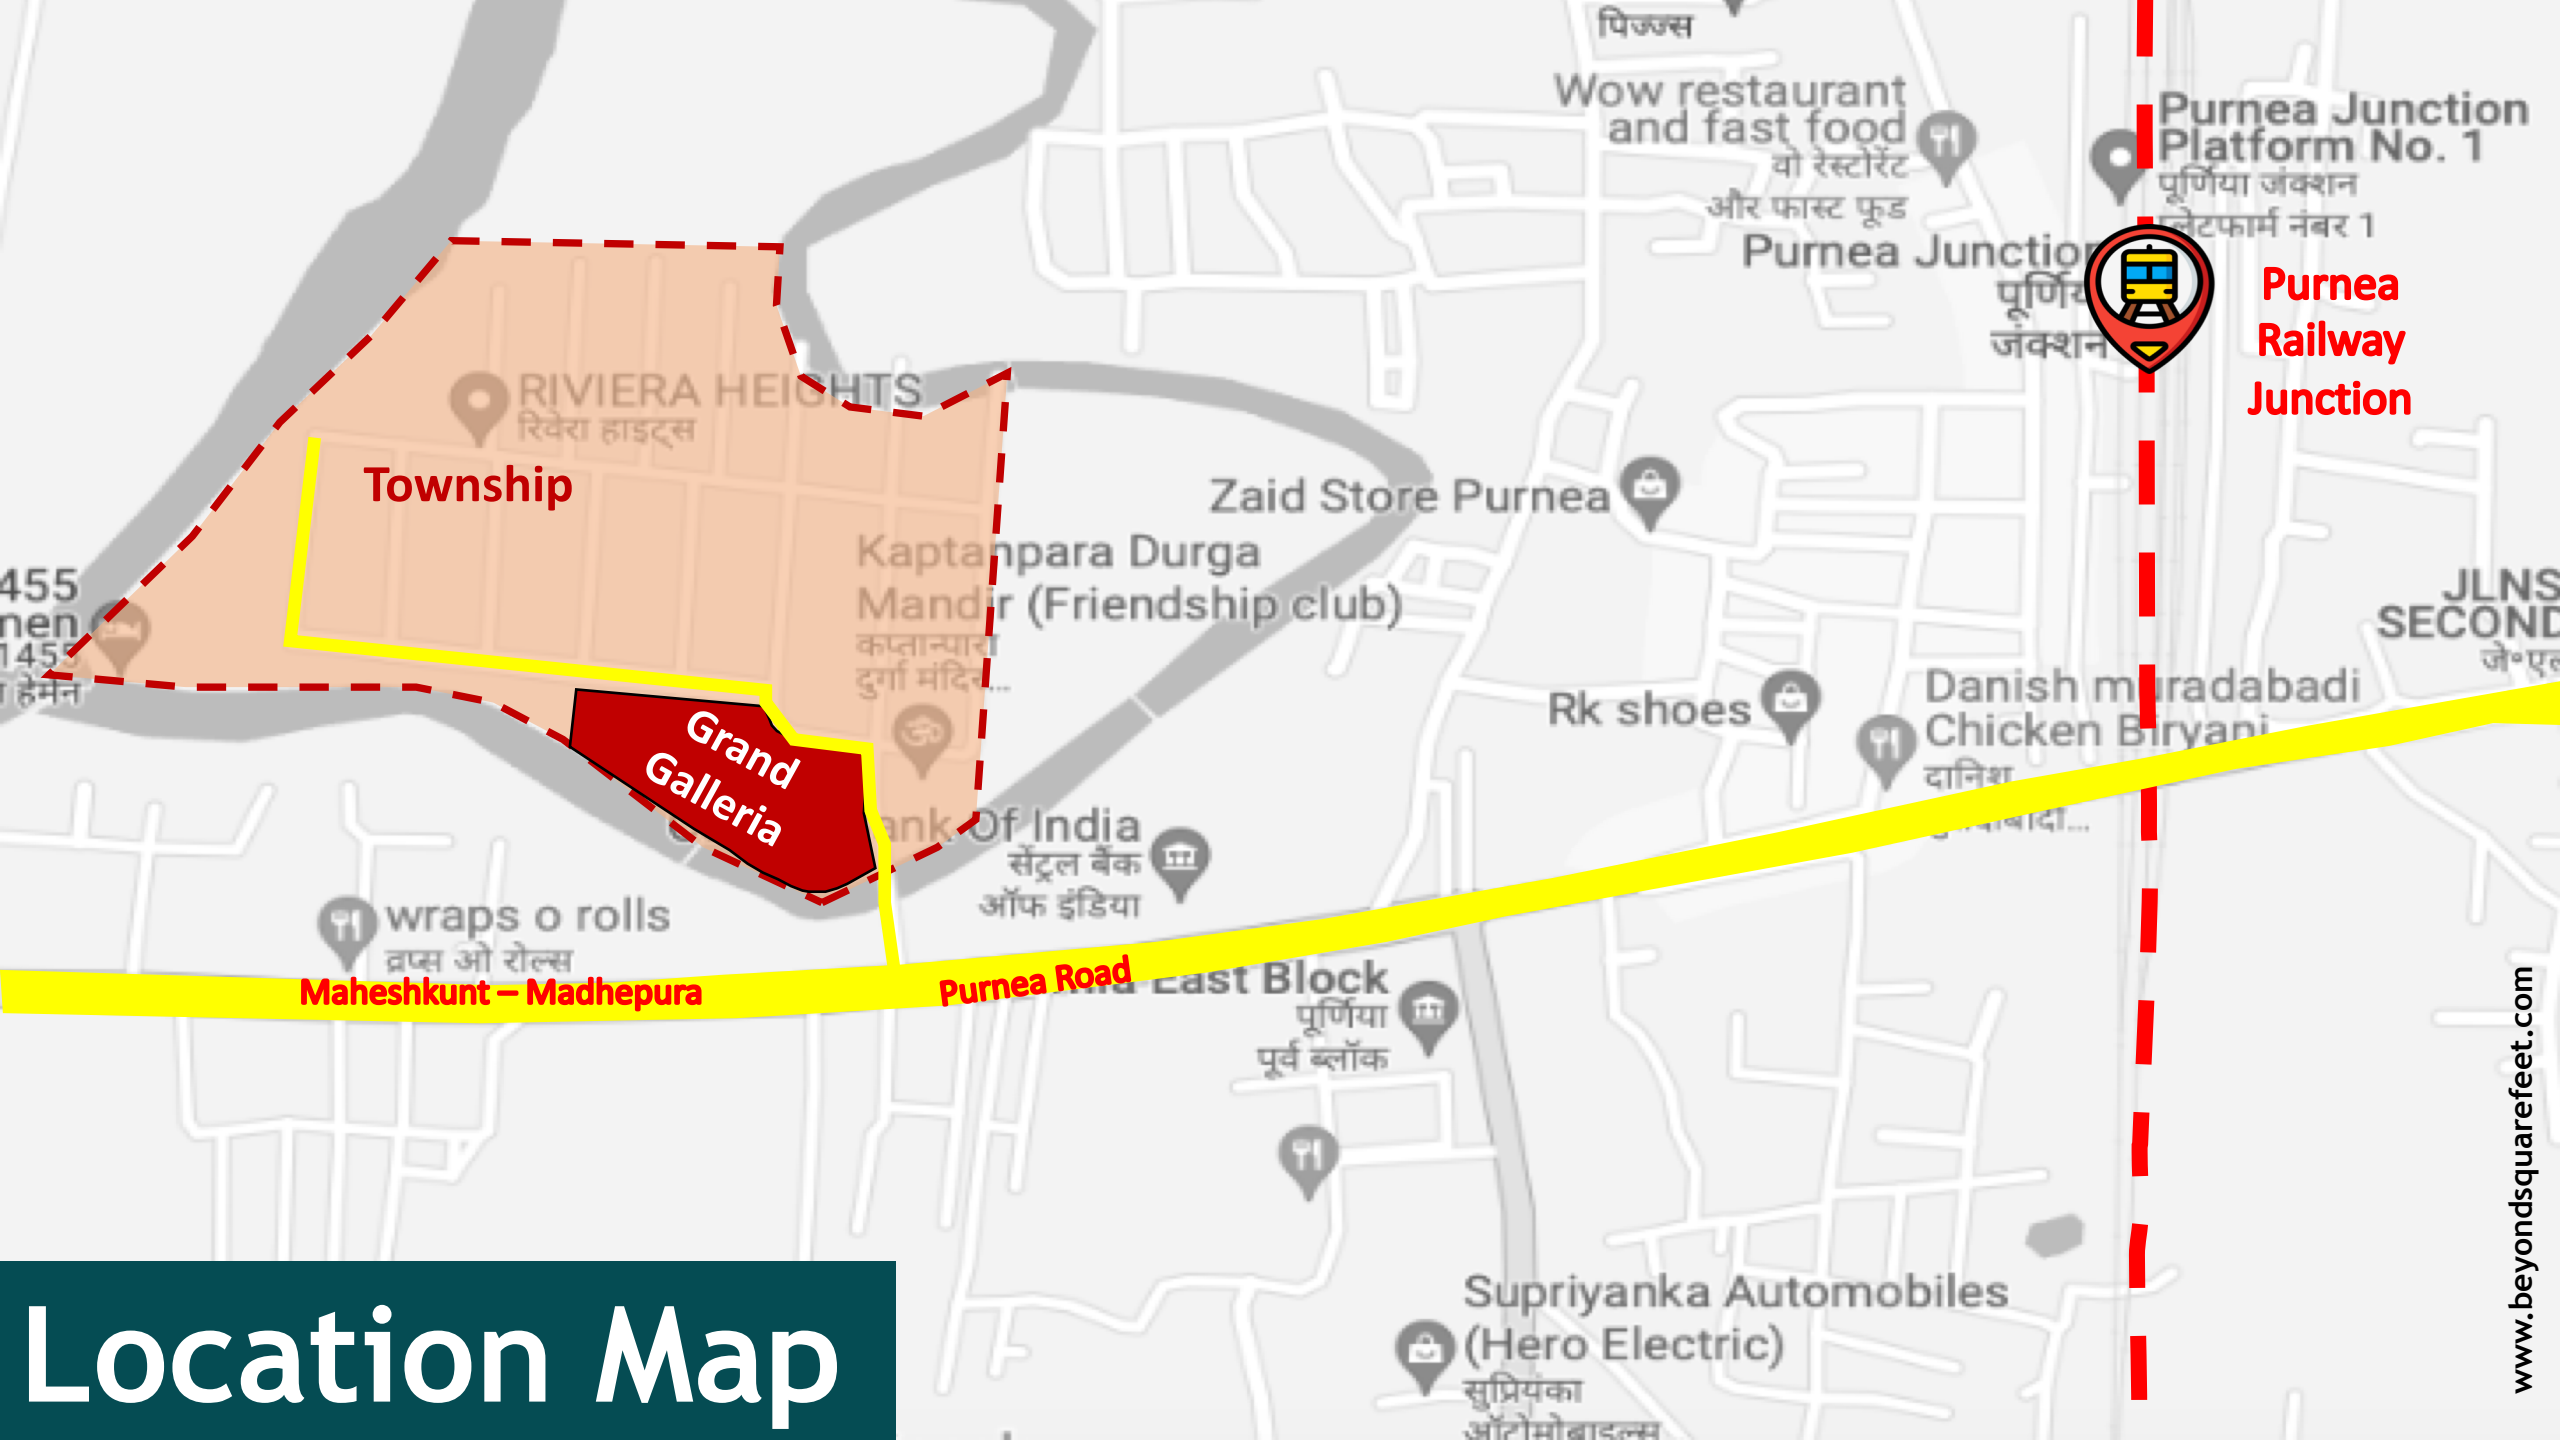 पिज्ज्स
Wow restaurant
and fast food
वो रेस्टोरेंट
और फास्ट फूड
Purnea Junction
Platform No. 1
पूर्णिया जंक्शन
प्लेटफार्म नंबर 1
Purnea Junction
जंक्शन
Purnea
Railway
Junction
RIVIERA HEIGHTS
रिवेरा हाइट्स
Township
Zaid Store Purnea
Kaptanpara Durga
Mandir (Friendship club)
कप्तान्पारा
दुर्गा मंदिर...
455
1455
हेमेन
JLNS
SECOND
Rk shoes
Danish muradabadi
Chicken Biryani
दानिश
Grand
Galleria
Of India
सेंट्रल बैंक
ऑफ इंडिया
wraps o rolls
व्रप्स ओ रोल्स
Maheshkunt – Madhepura
Purnea Road
East Block
पूर्णिया
पूर्व ब्लॉक
Supriyanka Automobiles
(Hero Electric)
सुप्रियंका
ऑटोमोबाइल्स
Location Map
www.beyondsquarefeet.com